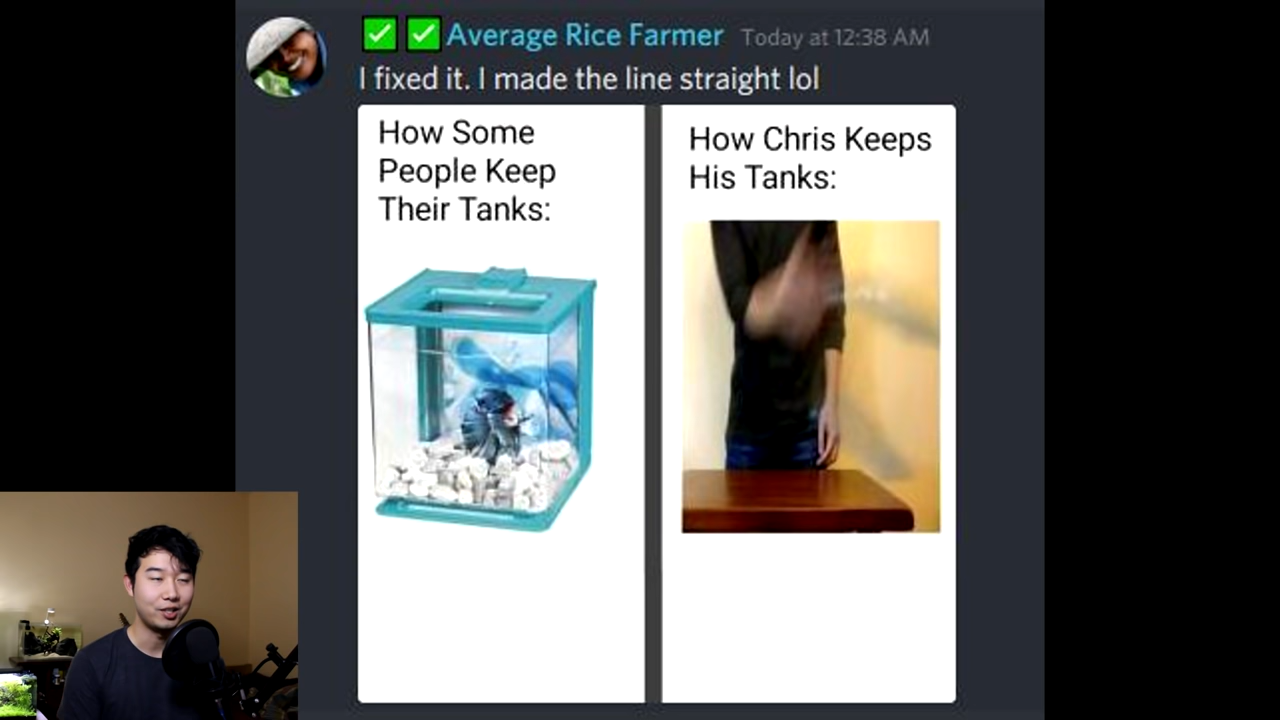 Average Rice Farmer Today at 12:38 AM
I fixed it. I made the line straight lol
How Some
People Keep
Their Tanks:
How Chris Keeps
His Tanks: